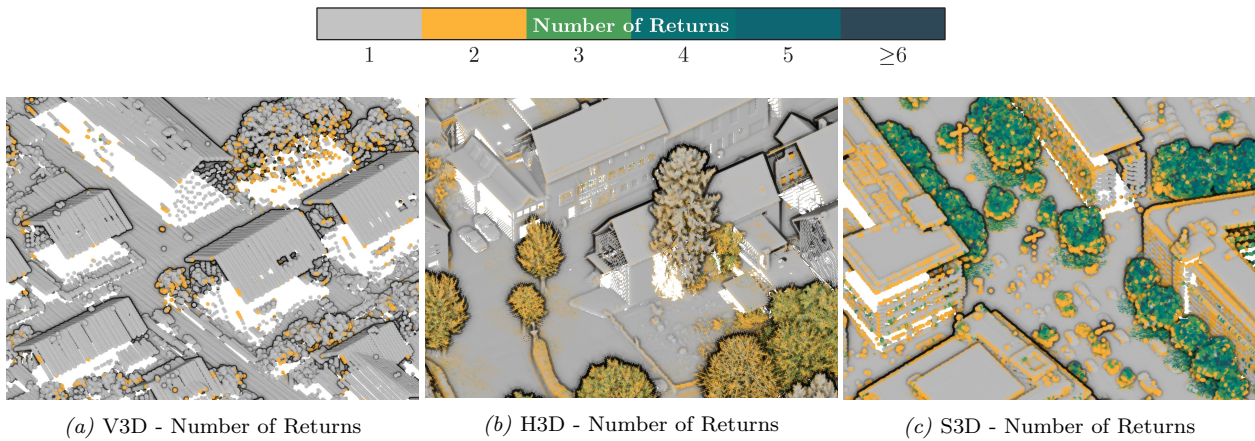 Number of Returns
1 2 3 4 5 ≥6
(a) V3D - Number of Returns
(b) H3D - Number of Returns
(c) S3D - Number of Returns